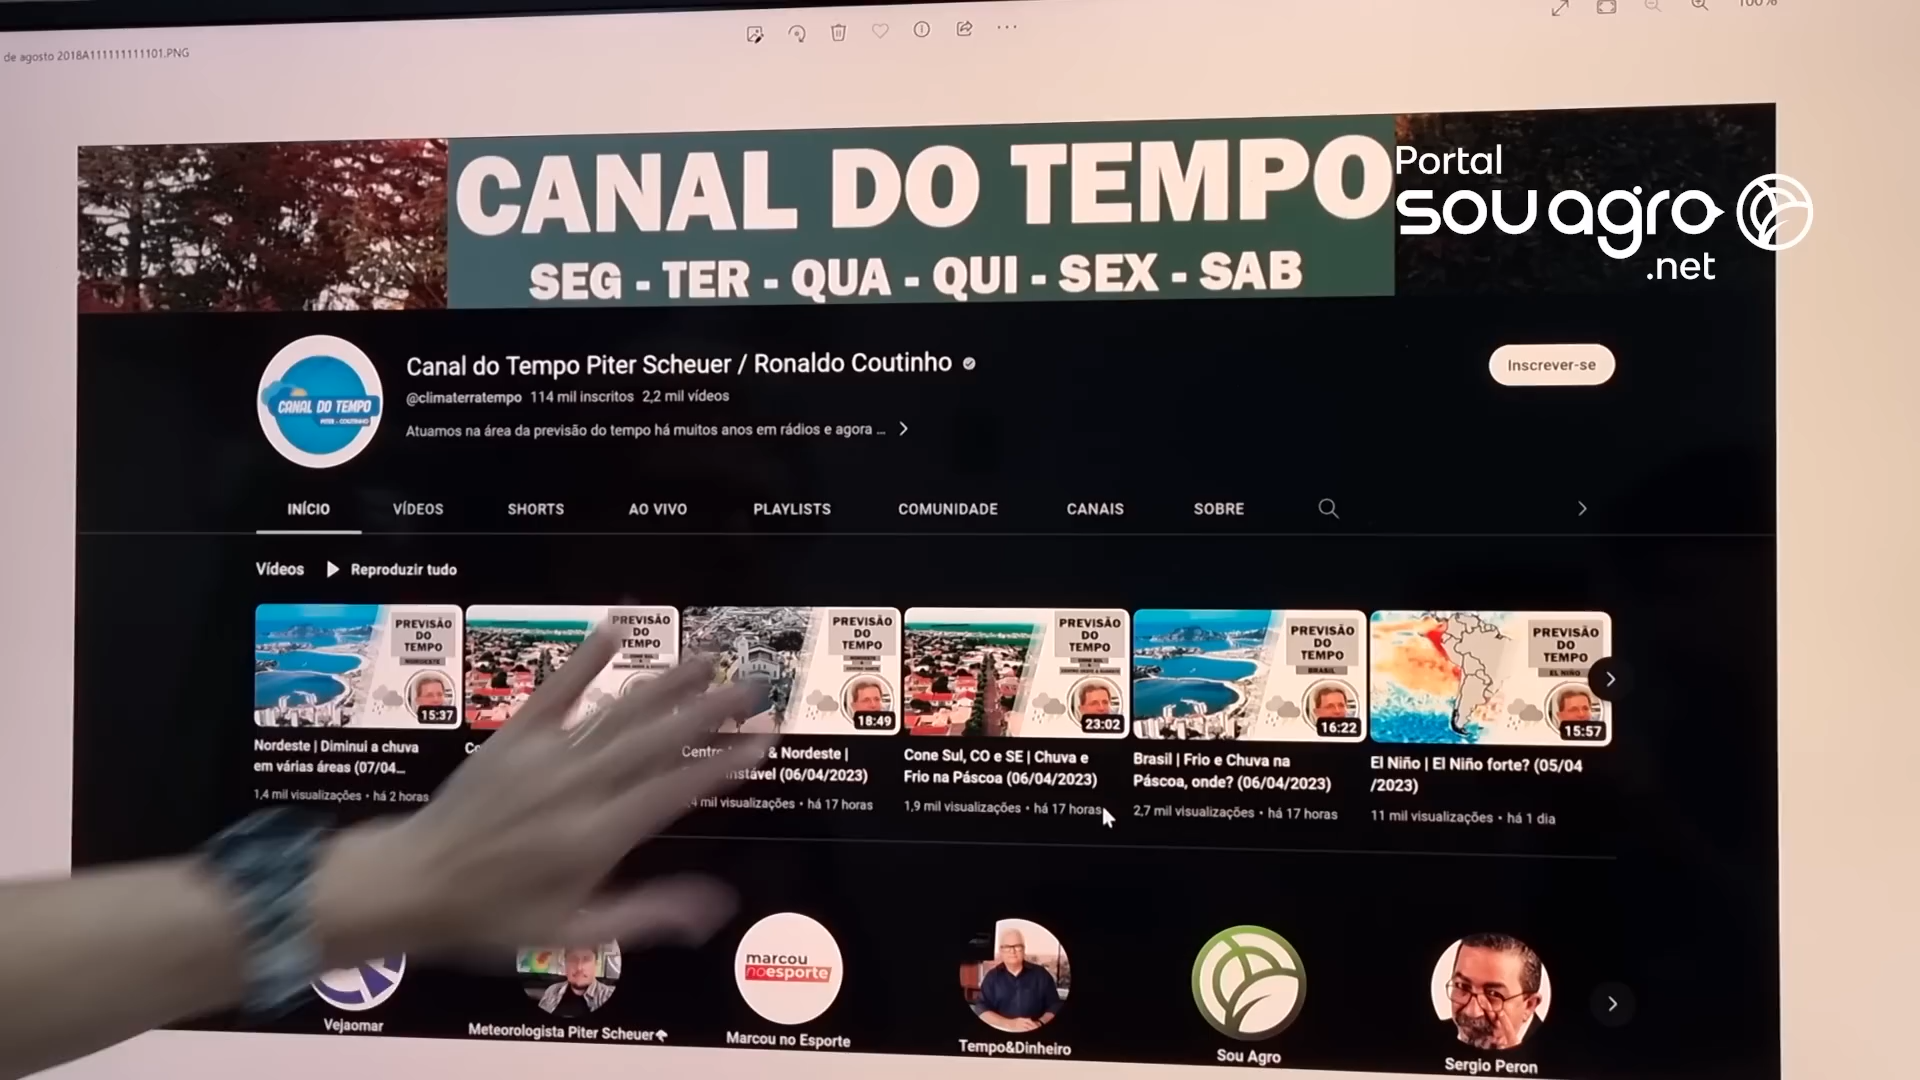 100%
de agosto 2018A111111111101.PNG
CANAL DO TEMPO
SEG - TER - QUA - QUI - SEX - SAB
Portal
souagro
.net
CANAL DO TEMPO
PITER - COUTINHO
Canal do Tempo Piter Scheuer / Ronaldo Coutinho
@climaterratempo 114 mil inscritos 2,2 mil vídeos
Atuamos na área da previsão do tempo há muitos anos em rádios e agora ...
Inscrever-se
INÍCIO VÍDEOS SHORTS AO VIVO PLAYLISTS COMUNIDADE CANAIS SOBRE
Vídeos Reproduzir tudo
PREVISÃO
DO
TEMPO
NORDESTE
15:37
PREVISÃO
DO
TEMPO
PREVISÃO
DO
TEMPO
18:49
PREVISÃO
DO
TEMPO
23:02
PREVISÃO
DO
TEMPO
BRASIL
16:22
PREVISÃO
DO
TEMPO
EL NIÑO
15:57
Nordeste | Diminui a chuva
em várias áreas (07/04...
1,4 mil visualizações • há 2 horas
& Nordeste |
(06/04/2023)
mil visualizações • há 17 horas
Cone Sul, CO e SE | Chuva e
Frio na Páscoa (06/04/2023)
1,9 mil visualizações • há 17 horas
Brasil | Frio e Chuva na
Páscoa, onde? (06/04/2023)
2,7 mil visualizações • há 17 horas
El Niño | El Niño forte? (05/04
/2023)
11 mil visualizações • há 1 dia
marcou
noesporte
Vejaomar
Meteorologista Piter Scheuer
Marcou no Esporte
Tempo&Dinheiro
Sou Agro
Sergio Peron